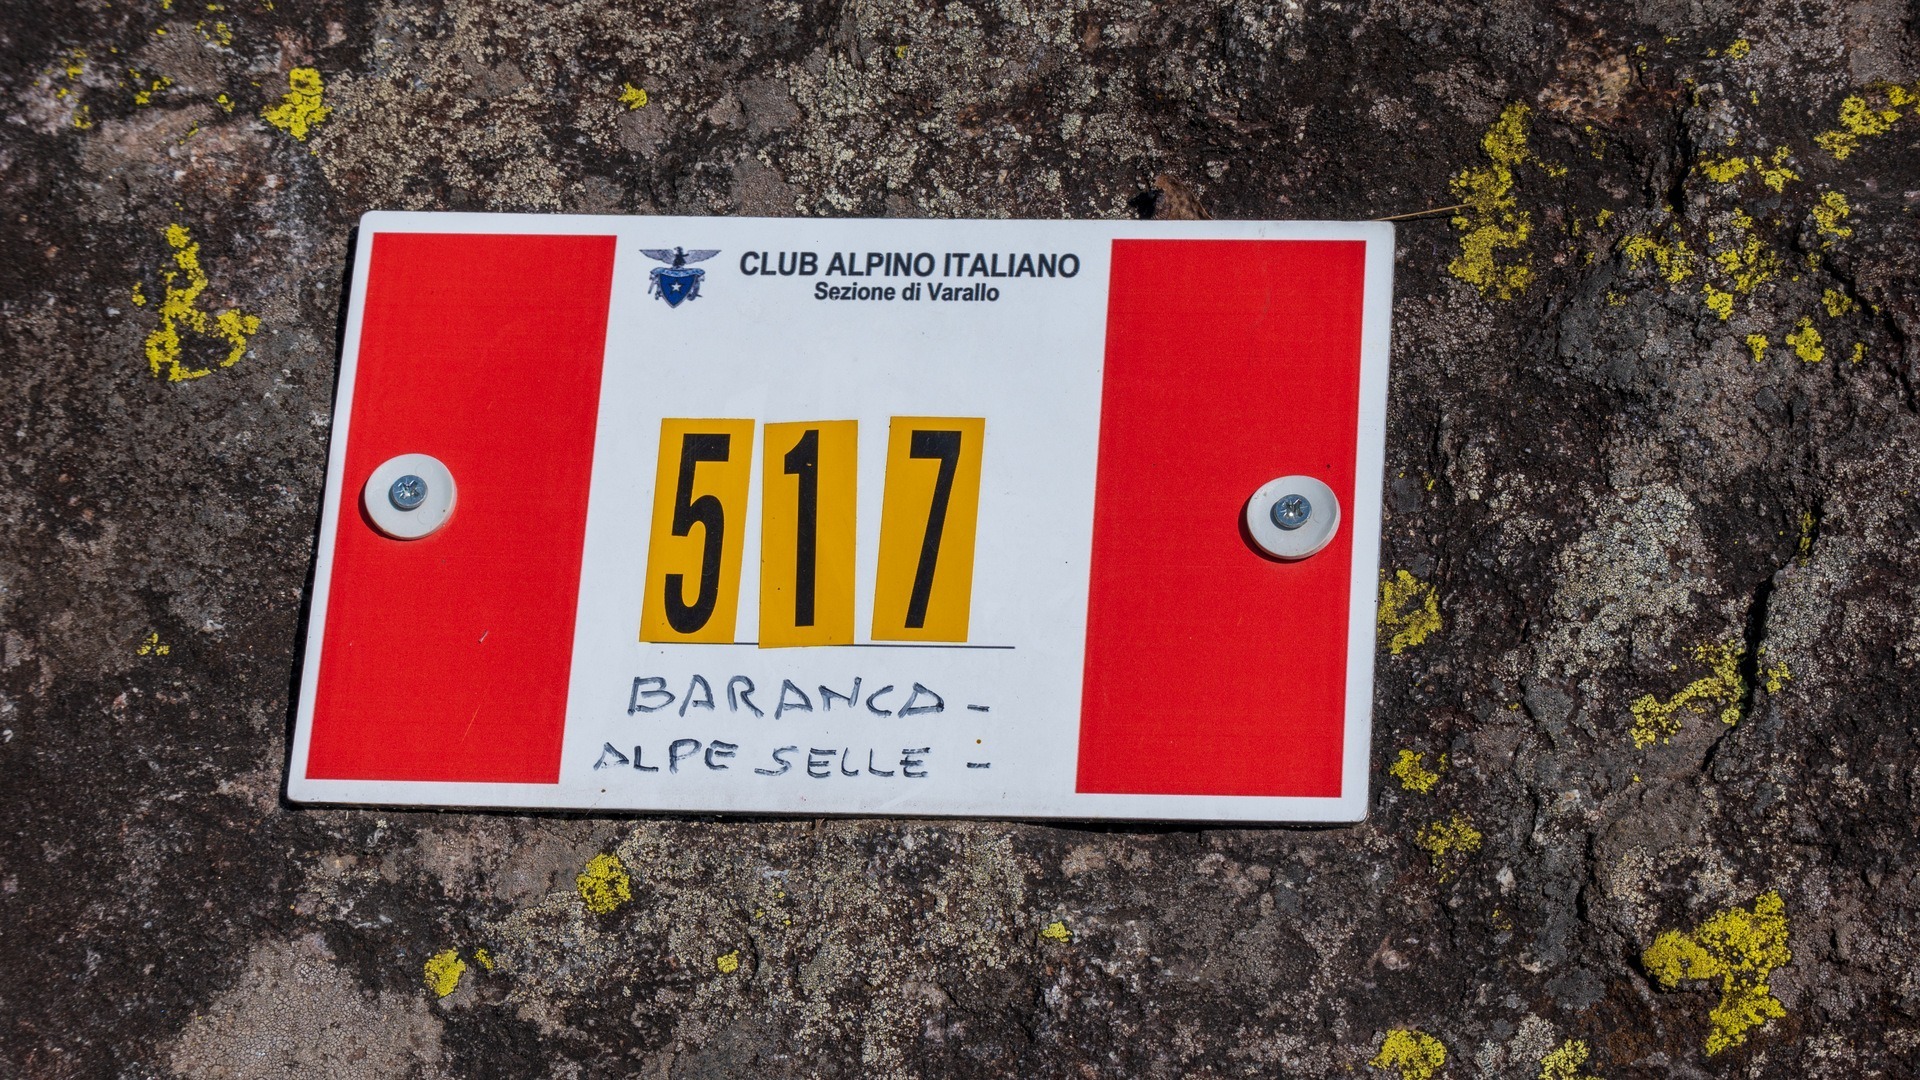 CLUB ALPINO ITALIANO
Sezione di Varallo
517
BARANCA -
ALPE SELLE -